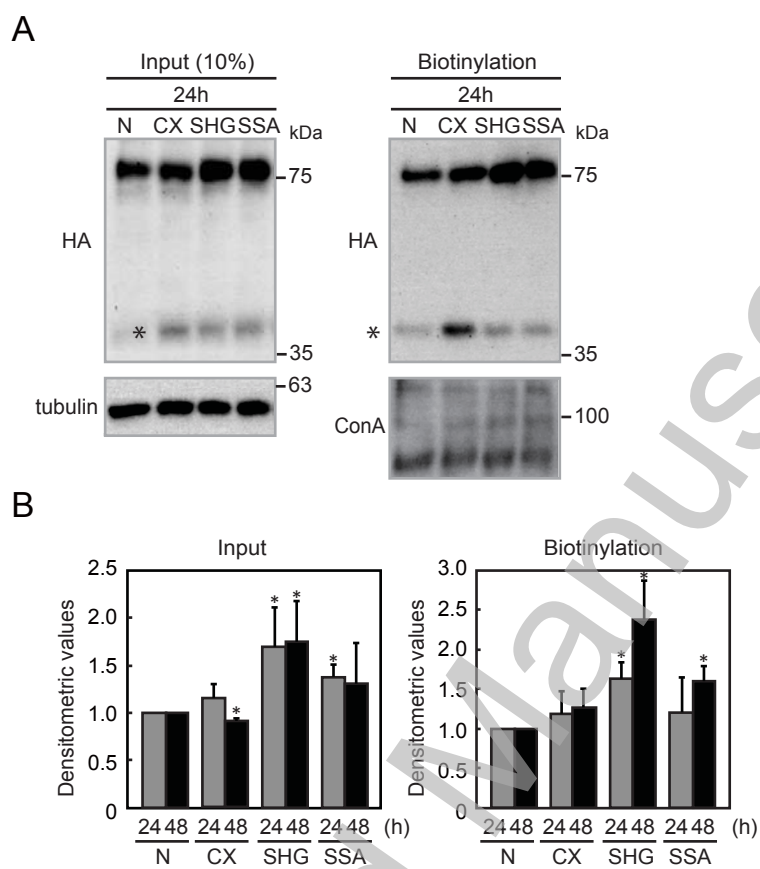 A
Input (10%)
24h
N CX SHG SSA kDa
75
HA
*
35
63
tubulin
Biotinylation
24h
N CX SHG SSA kDa
75
HA
*
35
100
ConA
B
Input
Densitometric values
2.5
2.0
1.5
1.0
0.5
0
* * * *
24 48 24 48 24 48 24 48 (h)
N CX SHG SSA
Biotinylation
Densitometric values
3.0
2.5
2.0
1.5
1.0
0.5
0
* * *
24 48 24 48 24 48 24 48 (h)
N CX SHG SSA
Manus